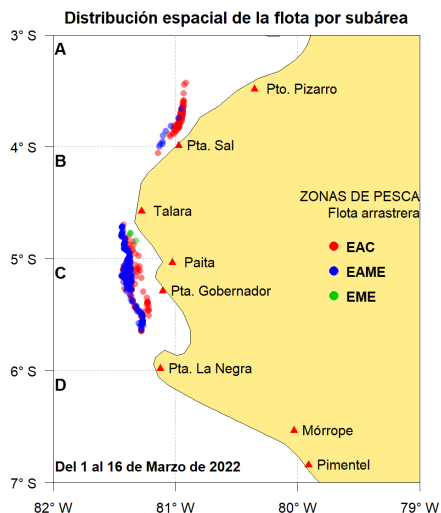 Distribución espacial de la flota por subárea
3° S
A
Pto. Pizarro
4° S
Pta. Sal
B
ZONAS DE PESCA
Flota arrastrera
Talara
EAC
5° S
Paita
C
EAME
Pta. Gobernador
EME
6° S
Pta. La Negra
D
Mórrope
Del 1 al 16 de Marzo de 2022
Pimentel
7° S
82° W
81° W
80° W
79° W